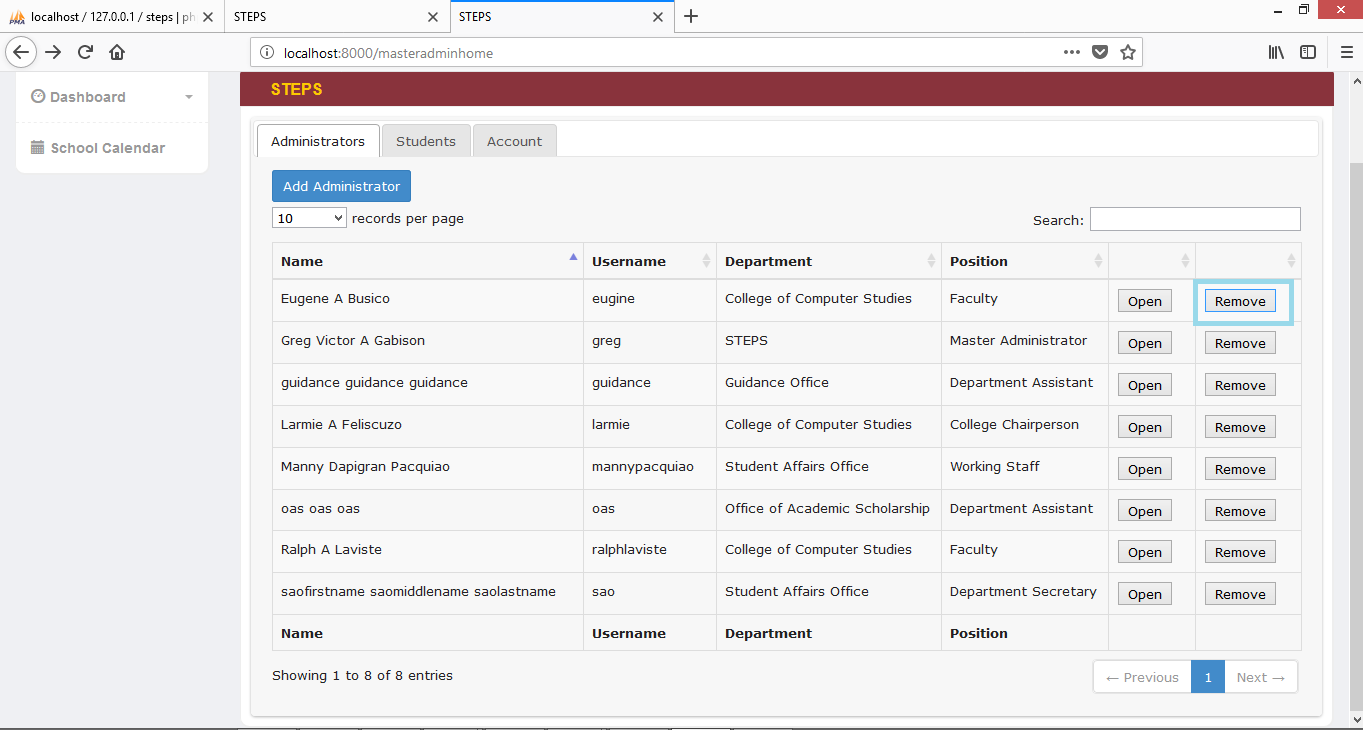 localhost / 127.0.0.1 / steps | ph
STEPS
STEPS
localhost:8000/masteradminhome
Dashboard
School Calendar
STEPS
Administrators Students Account
Add Administrator
10 records per page
Search:
Name Username Department Position
Eugene A Busico eugine College of Computer Studies Faculty Open Remove
Greg Victor A Gabison greg STEPS Master Administrator Open Remove
guidance guidance guidance guidance Guidance Office Department Assistant Open Remove
Larmie A Feliscuzo larmie College of Computer Studies College Chairperson Open Remove
Manny Dapigran Pacquiao mannypacquiao Student Affairs Office Working Staff Open Remove
oas oas oas oas Office of Academic Scholarship Department Assistant Open Remove
Ralph A Laviste ralphlaviste College of Computer Studies Faculty Open Remove
saofirstname saomiddlename saolastname sao Student Affairs Office Department Secretary Open Remove
Name Username Department Position
Showing 1 to 8 of 8 entries
← Previous 1 Next →